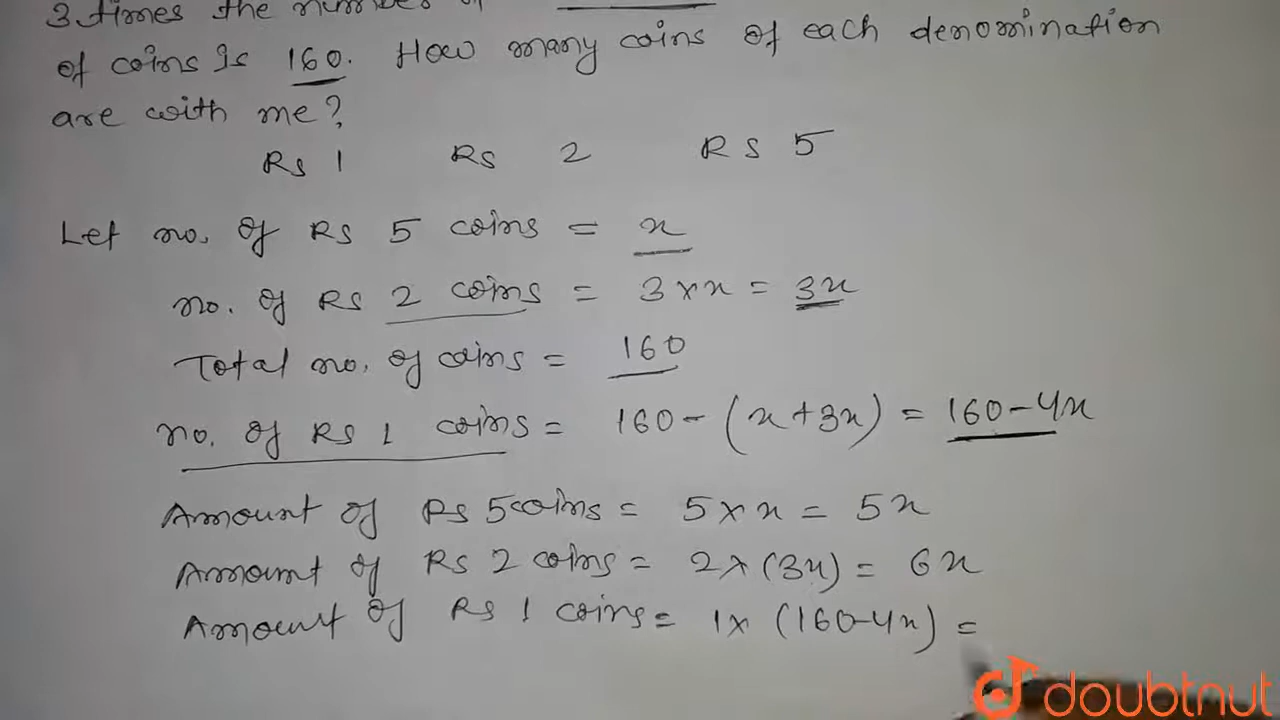 3 times the number of
of coins is 160. How many coins of each denomination
are with me?
Rs 1 Rs 2 Rs 5
Let no. of Rs 5 coins = x
no. of Rs 2 coins = 3×x = 3x
Total no. of coins = 160
no. of Rs 1 coins = 160-(x+3x) = 160-4x
Amount of Rs 5 coins = 5×x = 5x
Amount of Rs 2 coins = 2×(3x) = 6x
Amount of Rs 1 coins = 1×(160-4x) =
doubtnut